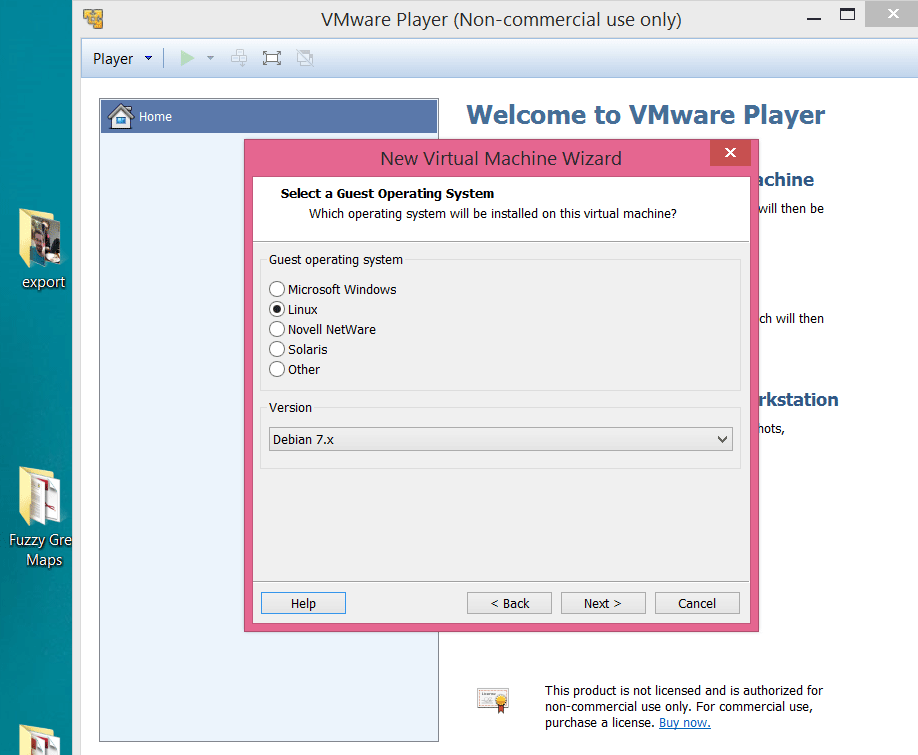 VMware Player (Non-commercial use only)
Player
Home
Welcome to VMware Player
achine
will then be
ch will then
rkstation
hots,
New Virtual Machine Wizard
Select a Guest Operating System
Which operating system will be installed on this virtual machine?
Guest operating system
Microsoft Windows
Linux
Novell NetWare
Solaris
Other
Version
Debian 7.x
Help
< Back
Next >
Cancel
This product is not licensed and is authorized for
non-commercial use only. For commercial use,
purchase a license. Buy now.
export
Fuzzy Gre
Maps